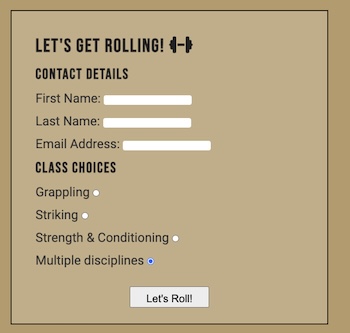 LET'S GET ROLLING!
CONTACT DETAILS
First Name:
Last Name:
Email Address:
CLASS CHOICES
Grappling
Striking
Strength & Conditioning
Multiple disciplines
Let's Roll!